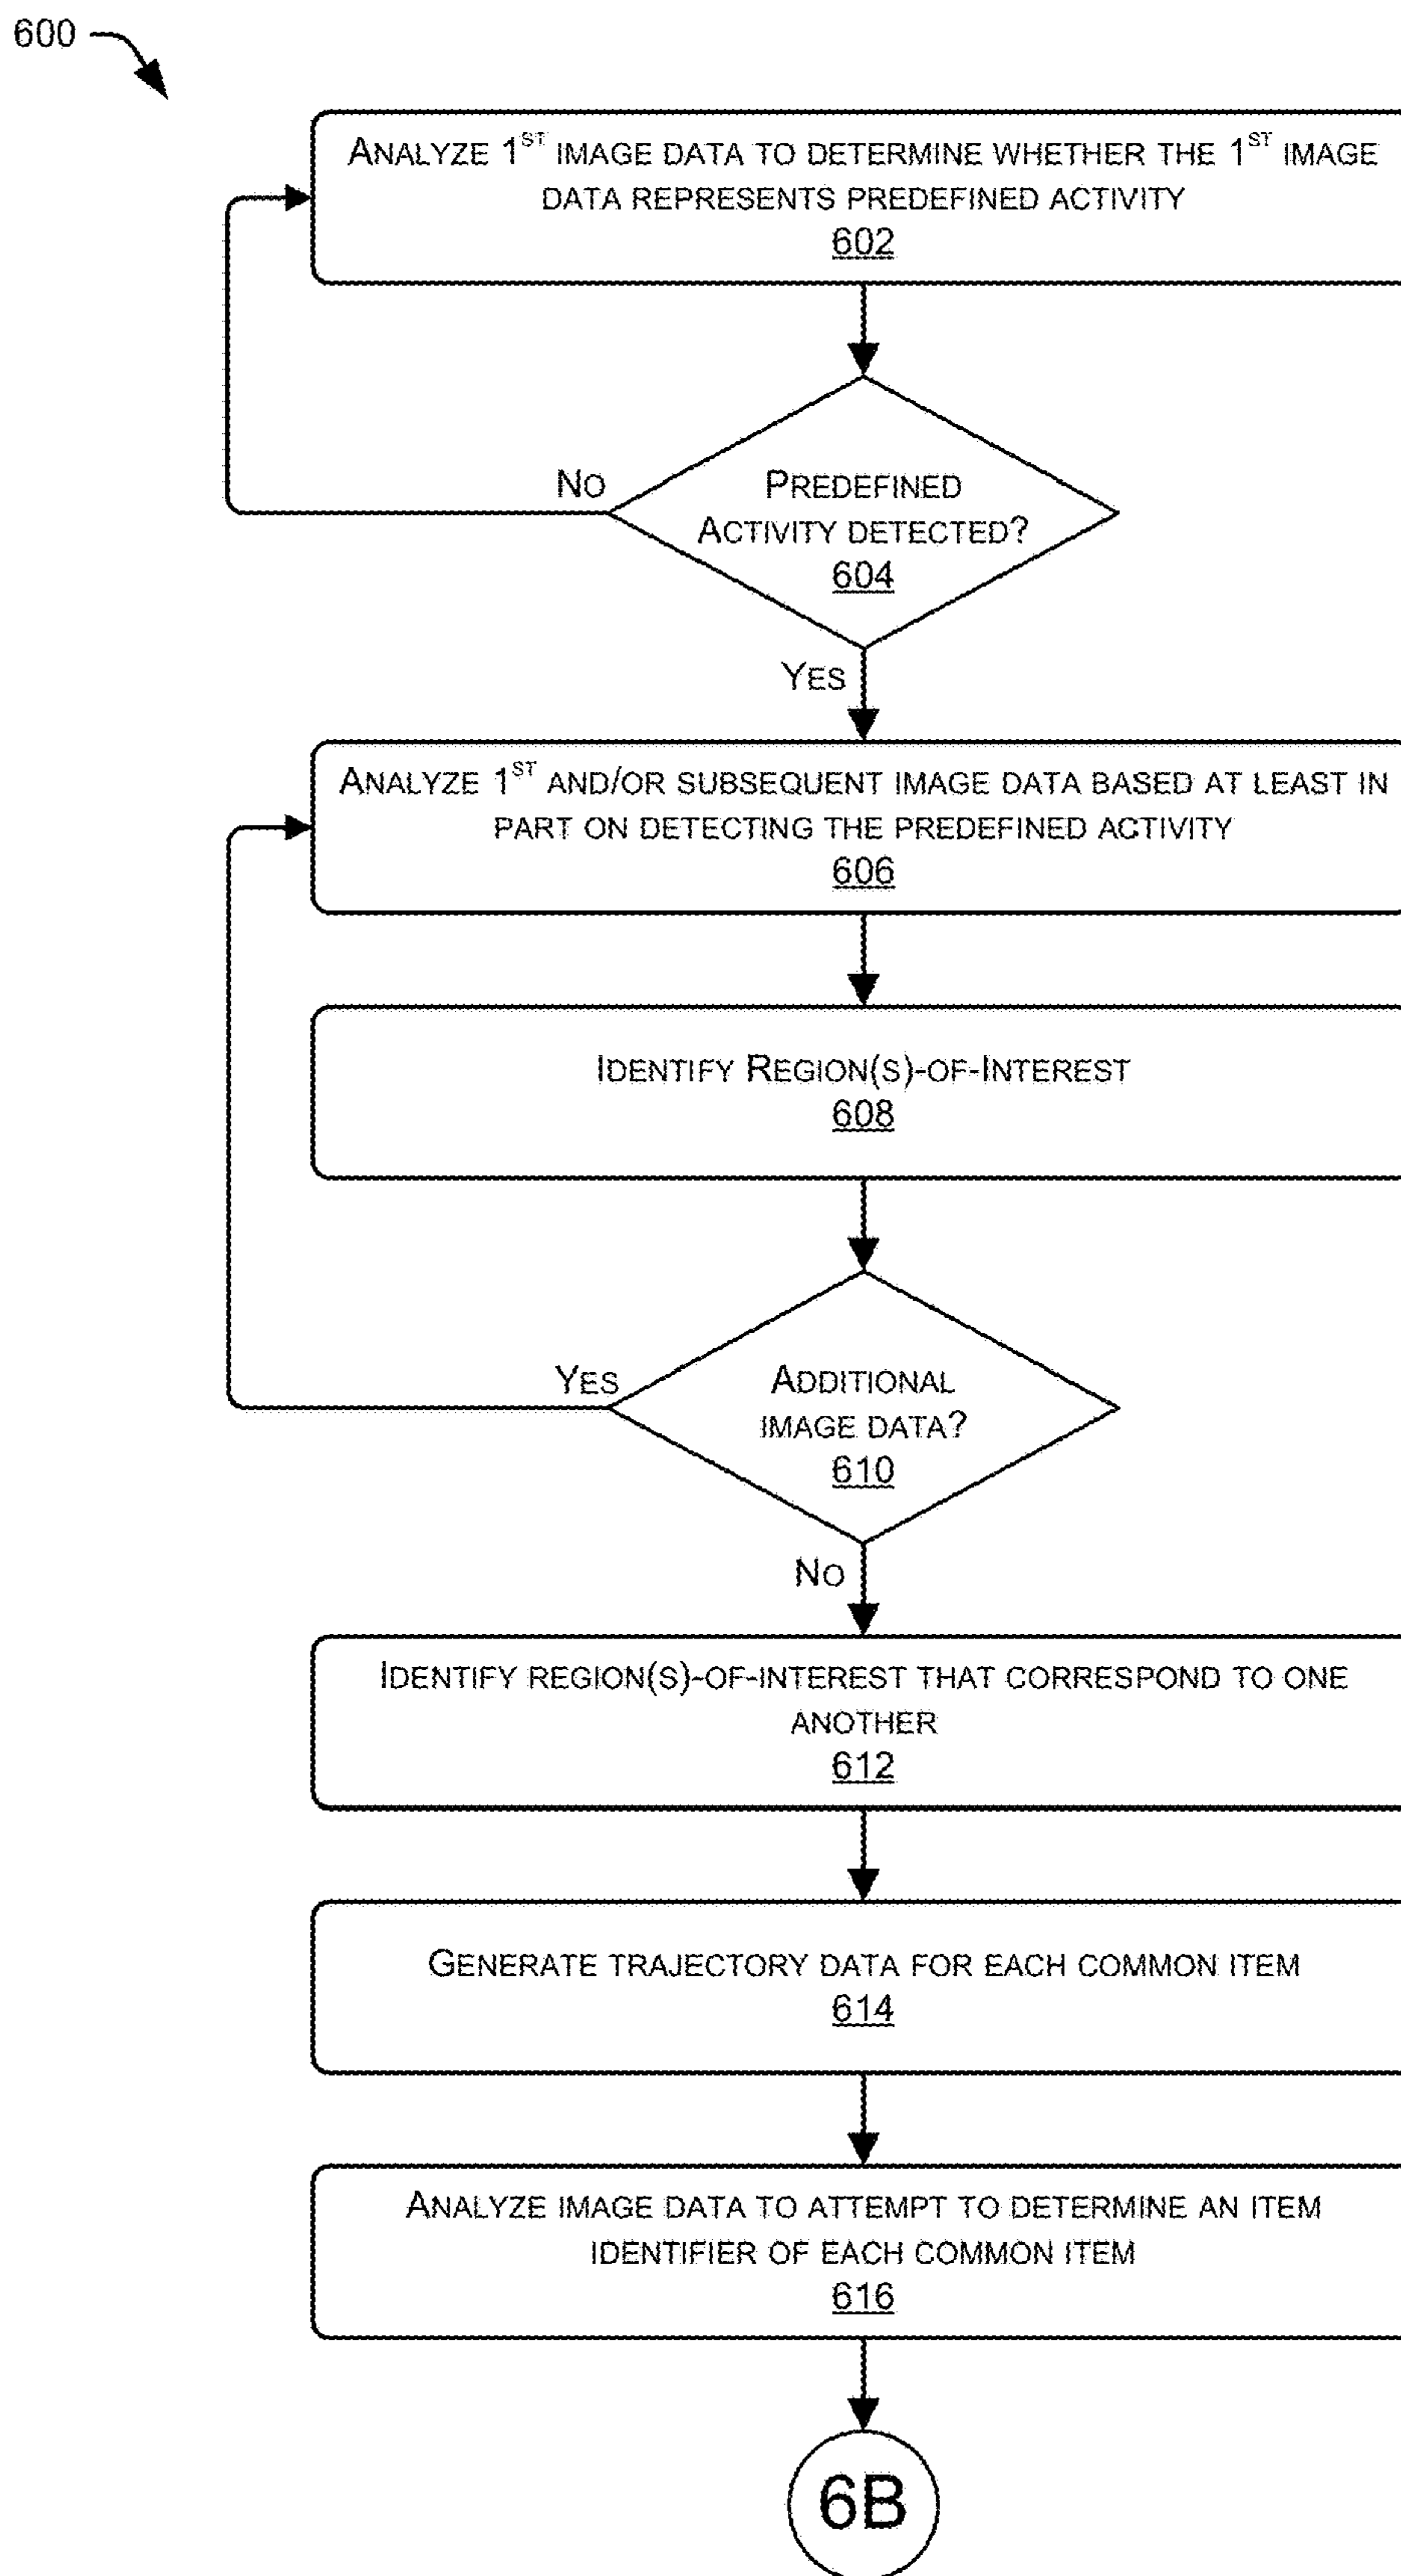 600
ANALYZE 1ST IMAGE DATA TO DETERMINE WHETHER THE 1ST IMAGE
DATA REPRESENTS PREDEFINED ACTIVITY
602
NO
PREDEFINED
ACTIVITY DETECTED?
604
YES
ANALYZE 1ST AND/OR SUBSEQUENT IMAGE DATA BASED AT LEAST IN
PART ON DETECTING THE PREDEFINED ACTIVITY
606
IDENTIFY REGION(S)-OF-INTEREST
608
YES
ADDITIONAL
IMAGE DATA?
610
NO
IDENTIFY REGION(S)-OF-INTEREST THAT CORRESPOND TO ONE
ANOTHER
612
GENERATE TRAJECTORY DATA FOR EACH COMMON ITEM
614
ANALYZE IMAGE DATA TO ATTEMPT TO DETERMINE AN ITEM
IDENTIFIER OF EACH COMMON ITEM
616
6B